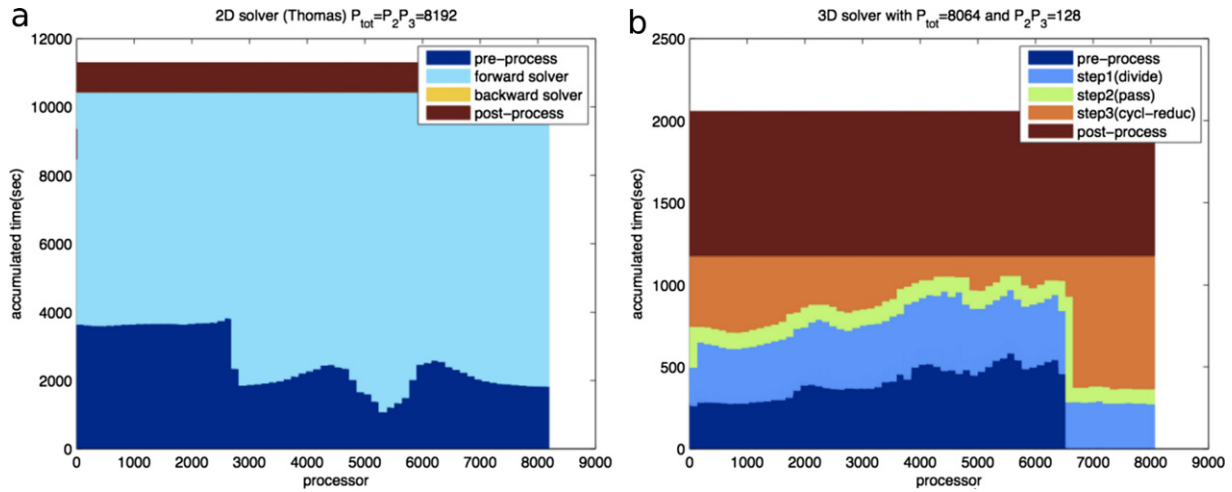 a
2D solver (Thomas) P_tot=P_2P_3=8192
12000
10000
8000
6000
4000
2000
0
accumulated time(sec)
pre-process
forward solver
backward solver
post-process
0 1000 2000 3000 4000 5000 6000 7000 8000 9000
processor
b
3D solver with P_tot=8064 and P_2P_3=128
2500
2000
1500
1000
500
0
accumulated time(sec)
pre-process
step1(divide)
step2(pass)
step3(cycl-reduc)
post-process
0 1000 2000 3000 4000 5000 6000 7000 8000 9000
processor